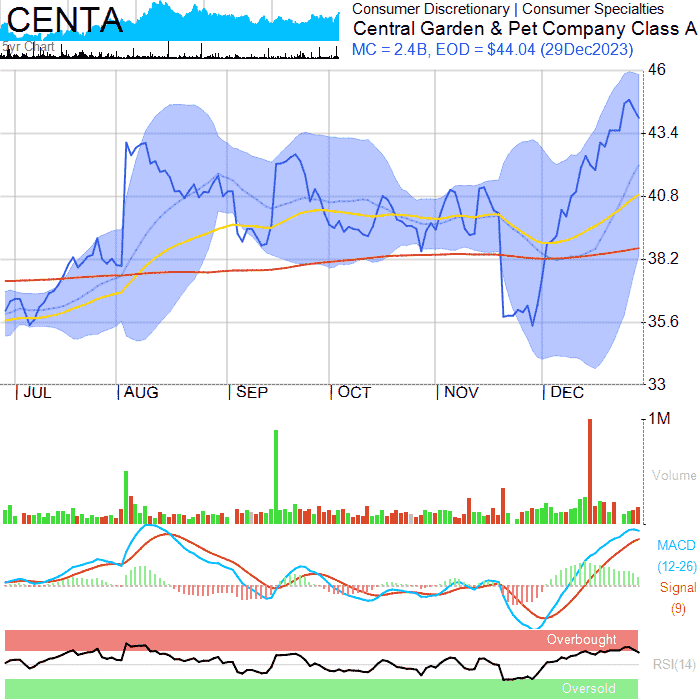 CENTA
5yr Chart
Consumer Discretionary | Consumer Specialties
Central Garden & Pet Company Class A
MC = 2.4B, EOD = $44.04 (29Dec2023)
46
43.4
40.8
38.2
35.6
33
JUL AUG SEP OCT NOV DEC
1M
Volume
MACD
(12-26)
Signal
(9)
Overbought
RSI(14)
Oversold